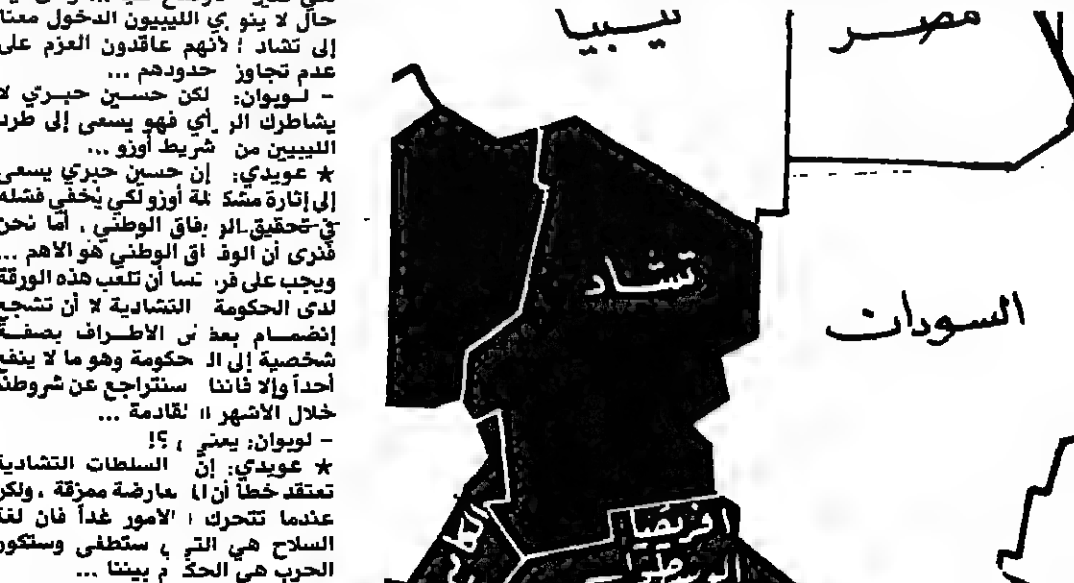 حال لا ينوي الليبيون الدخول معنا
إلى تشاد ؛ لأنهم عاقدون العزم على
عدم تجاوز حدودهم ...
- لوبوان: لكن حسين حبري لا
يشاطرك الرأي فهو يسعى إلى طرد
الليبيين من شريط أوزو ...
★ عويدي: إن حسين حبري يسعى
إلى إثارة مشكلة أوزو لكي يخفي فشله
في تحقيق الوفاق الوطني ، أما نحن
فنرى أن الوفاق الوطني هو الأهم ...
ويجب على فرنسا أن تلعب هذه الورقة
لدى الحكومة التشادية لا أن تشجع
إنضمام بعض الأطراف بصفة
شخصية إلى الحكومة وهو ما لا ينفع
أحداً وإلا فاننا سنتراجع عن شروطنا
خلال الأشهر القادمة ...
- لوبوان: يعني ؟!
★ عويدي: إن السلطات التشادية
تعتقد خطأ أن المعارضة ممزقة ، ولكن
عندما تتحرك الامور غداً فان لغة
السلاح هي التي ستطفى وستكون
الحرب هي الحكم بيننا ...
ليبيا
مصر
تشاد
السودان
افريقيا
الوسطى